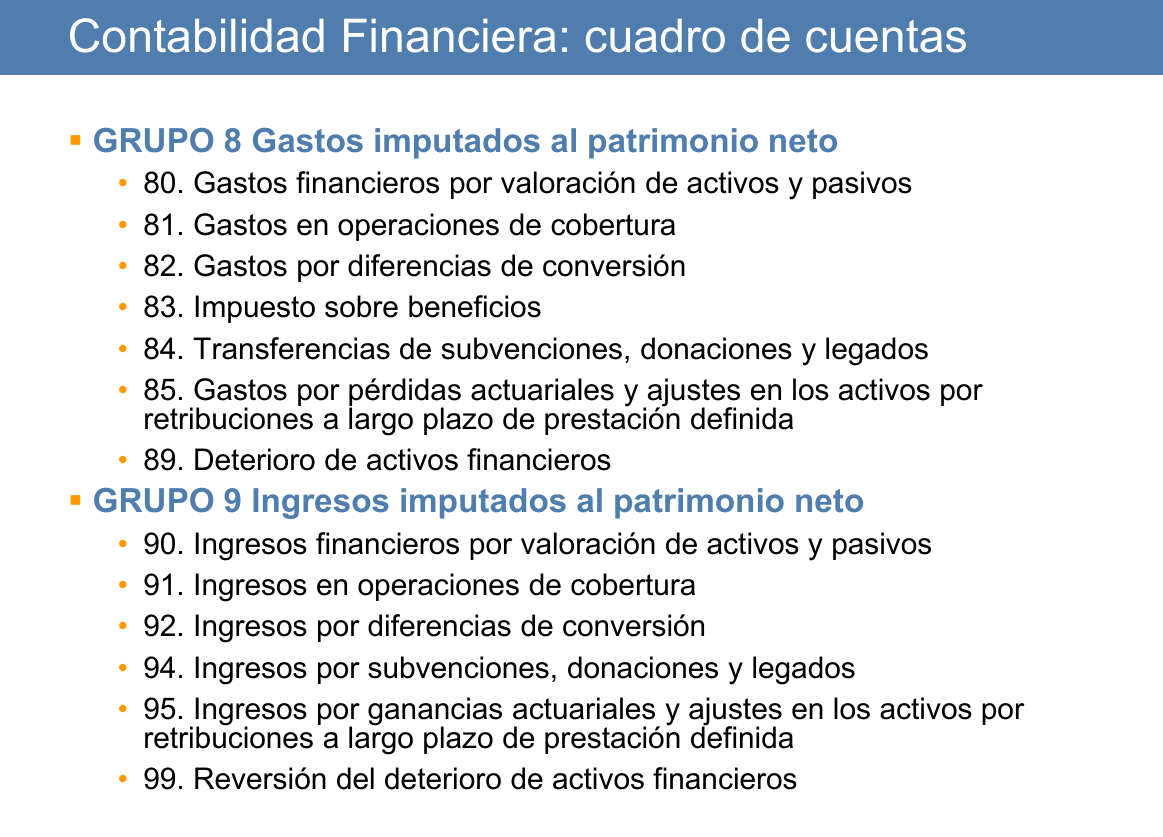 Contabilidad Financiera: cuadro de cuentas
▪ GRUPO 8 Gastos imputados al patrimonio neto
• 80. Gastos financieros por valoración de activos y pasivos
• 81. Gastos en operaciones de cobertura
• 82. Gastos por diferencias de conversión
• 83. Impuesto sobre beneficios
• 84. Transferencias de subvenciones, donaciones y legados
• 85. Gastos por pérdidas actuariales y ajustes en los activos por
retribuciones a largo plazo de prestación definida
• 89. Deterioro de activos financieros
▪ GRUPO 9 Ingresos imputados al patrimonio neto
• 90. Ingresos financieros por valoración de activos y pasivos
• 91. Ingresos en operaciones de cobertura
• 92. Ingresos por diferencias de conversión
• 94. Ingresos por subvenciones, donaciones y legados
• 95. Ingresos por ganancias actuariales y ajustes en los activos por
retribuciones a largo plazo de prestación definida
• 99. Reversión del deterioro de activos financieros